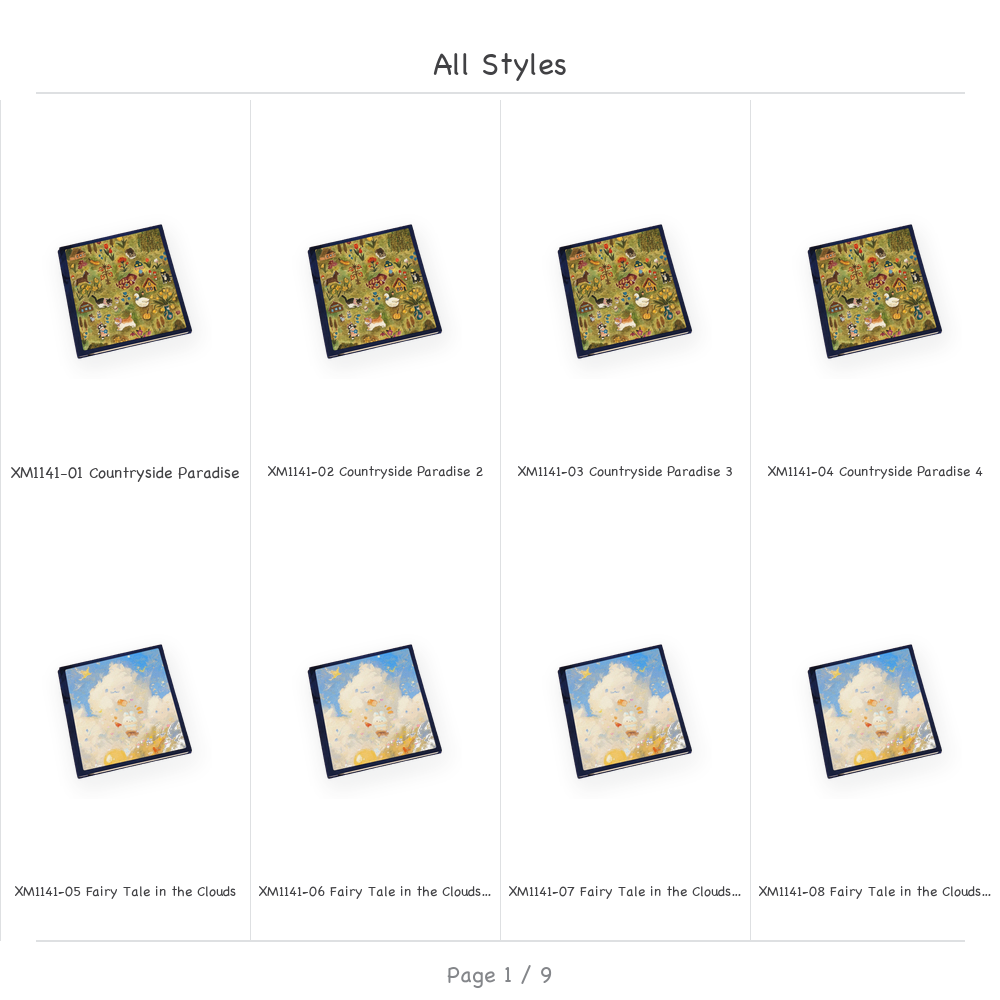 All Styles
XM1141-01 Countryside Paradise
XM1141-02 Countryside Paradise 2
XM1141-03 Countryside Paradise 3
XM1141-04 Countryside Paradise 4
XM1141-05 Fairy Tale in the Clouds
XM1141-06 Fairy Tale in the Clouds...
XM1141-07 Fairy Tale in the Clouds...
XM1141-08 Fairy Tale in the Clouds...
Page 1 / 9